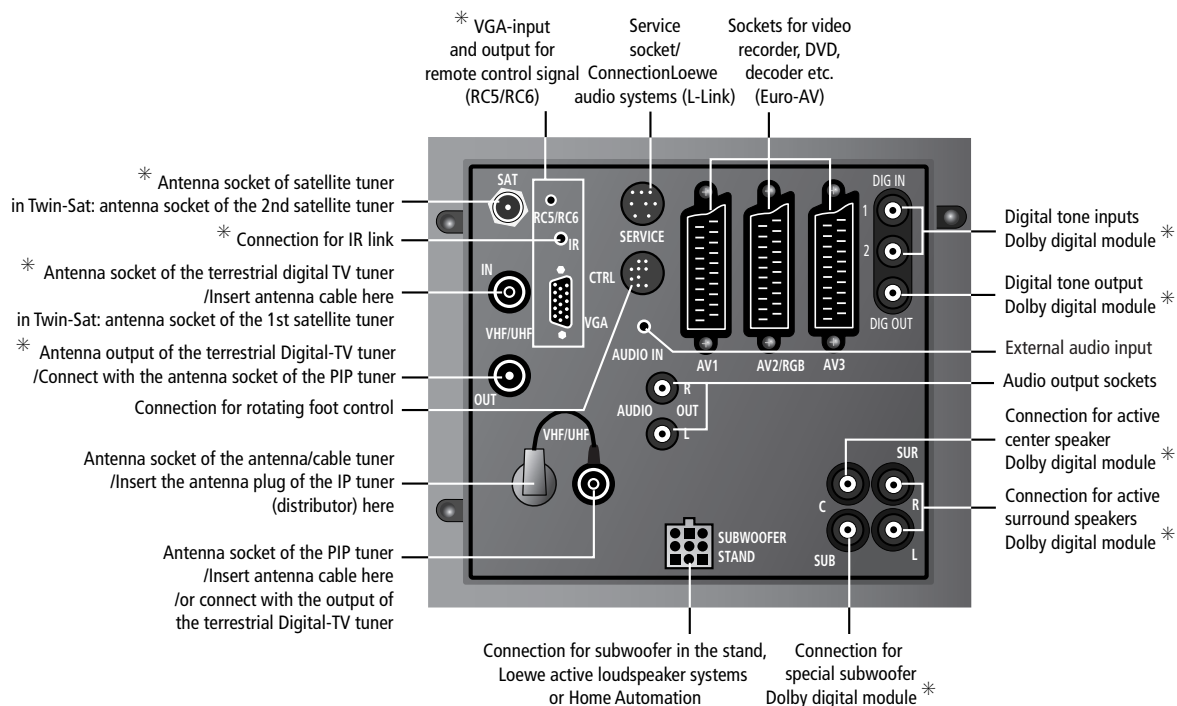 ✳ VGA-input
and output for
remote control signal
(RC5/RC6)
Service
socket/
ConnectionLoewe
audio systems (L-Link)
Sockets for video
recorder, DVD,
decoder etc.
(Euro-AV)
✳ Antenna socket of satellite tuner
in Twin-Sat: antenna socket of the 2nd satellite tuner
✳ Connection for IR link
✳ Antenna socket of the terrestrial digital TV tuner
/Insert antenna cable here
in Twin-Sat: antenna socket of the 1st satellite tuner
✳ Antenna output of the terrestrial Digital-TV tuner
/Connect with the antenna socket of the PIP tuner
Connection for rotating foot control
Antenna socket of the antenna/cable tuner
/Insert the antenna plug of the IP tuner
(distributor) here
Antenna socket of the PIP tuner
/Insert antenna cable here
/or connect with the output of
the terrestrial Digital-TV tuner
SAT
RC5/RC6
IR
IN
VHF/UHF
VGA
OUT
VHF/UHF
SERVICE
CTRL
AUDIO IN
R
AUDIO OUT
L
AV1
AV2/RGB
AV3
DIG IN
1
2
DIG OUT
SUR
C
R
SUB
L
SUBWOOFER
STAND
Digital tone inputs
Dolby digital module ✳
Digital tone output
Dolby digital module ✳
External audio input
Audio output sockets
Connection for active
center speaker
Dolby digital module ✳
Connection for active
surround speakers
Dolby digital module ✳
Connection for subwoofer in the stand,
Loewe active loudspeaker systems
or Home Automation
Connection for
special subwoofer
Dolby digital module ✳